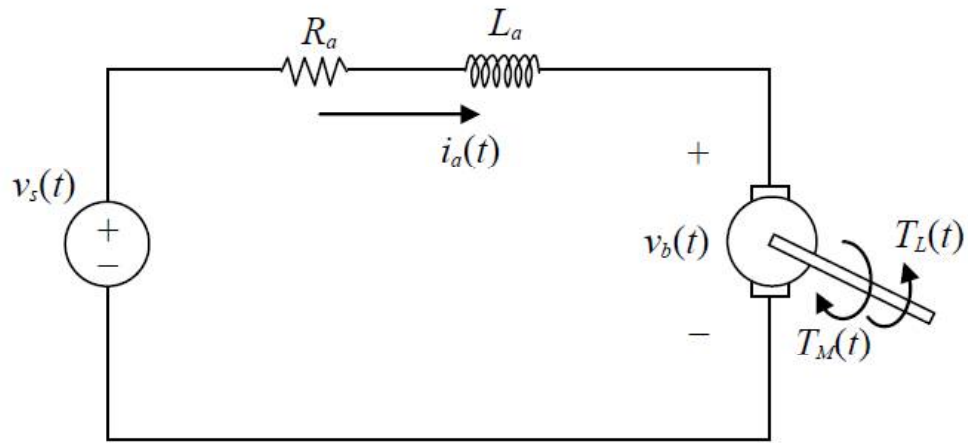 Rₐ
Lₐ
iₐ(t)
vₛ(t)
+
−
+
v_b(t)
−
T_L(t)
T_M(t)